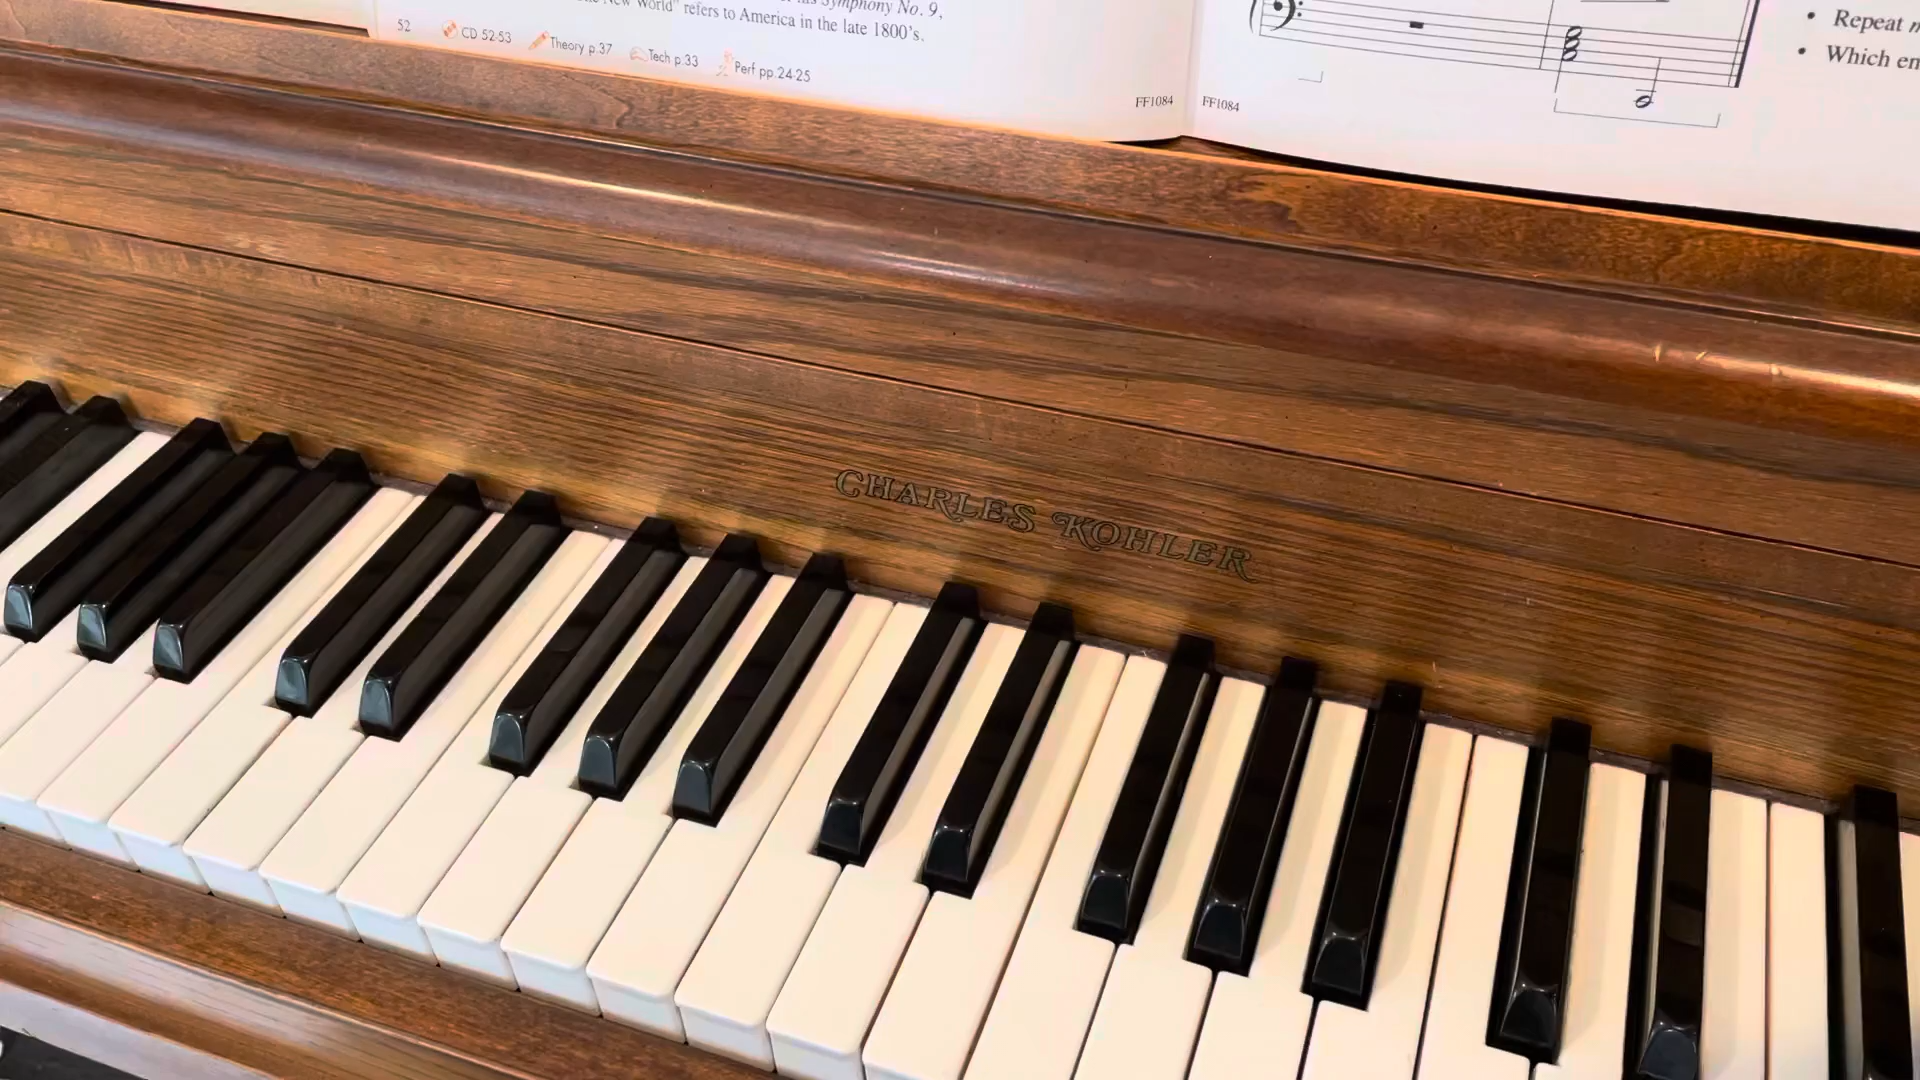 New World" refers to America in the late 1800's.
Symphony No. 9,
52 CD 52-53 Theory p.37 Tech p.33 Perf pp.24-25
FF1084
FF1084
• Repeat
• Which
CHARLES KOHLER